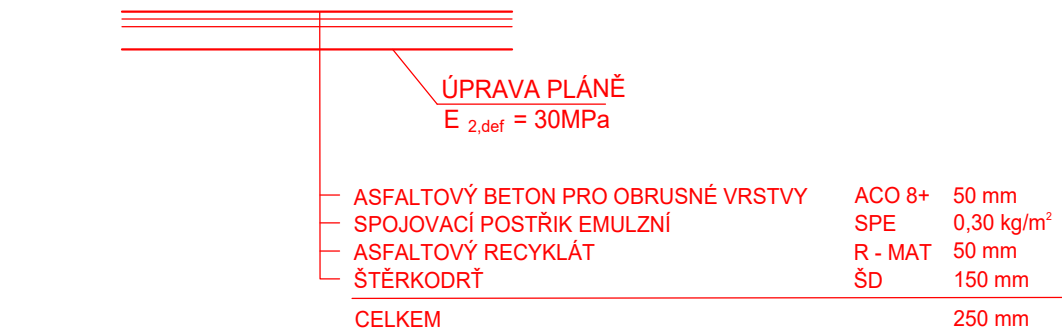 ÚPRAVA PLÁNĚ
E 2,def = 30MPa
ASFALTOVÝ BETON PRO OBRUSNÉ VRSTVY ACO 8+ 50 mm
SPOJOVACÍ POSTŘIK EMULZNÍ SPE 0,30 kg/m²
ASFALTOVÝ RECYKLÁT R - MAT 50 mm
ŠTĚRKODRŤ ŠD 150 mm
CELKEM 250 mm